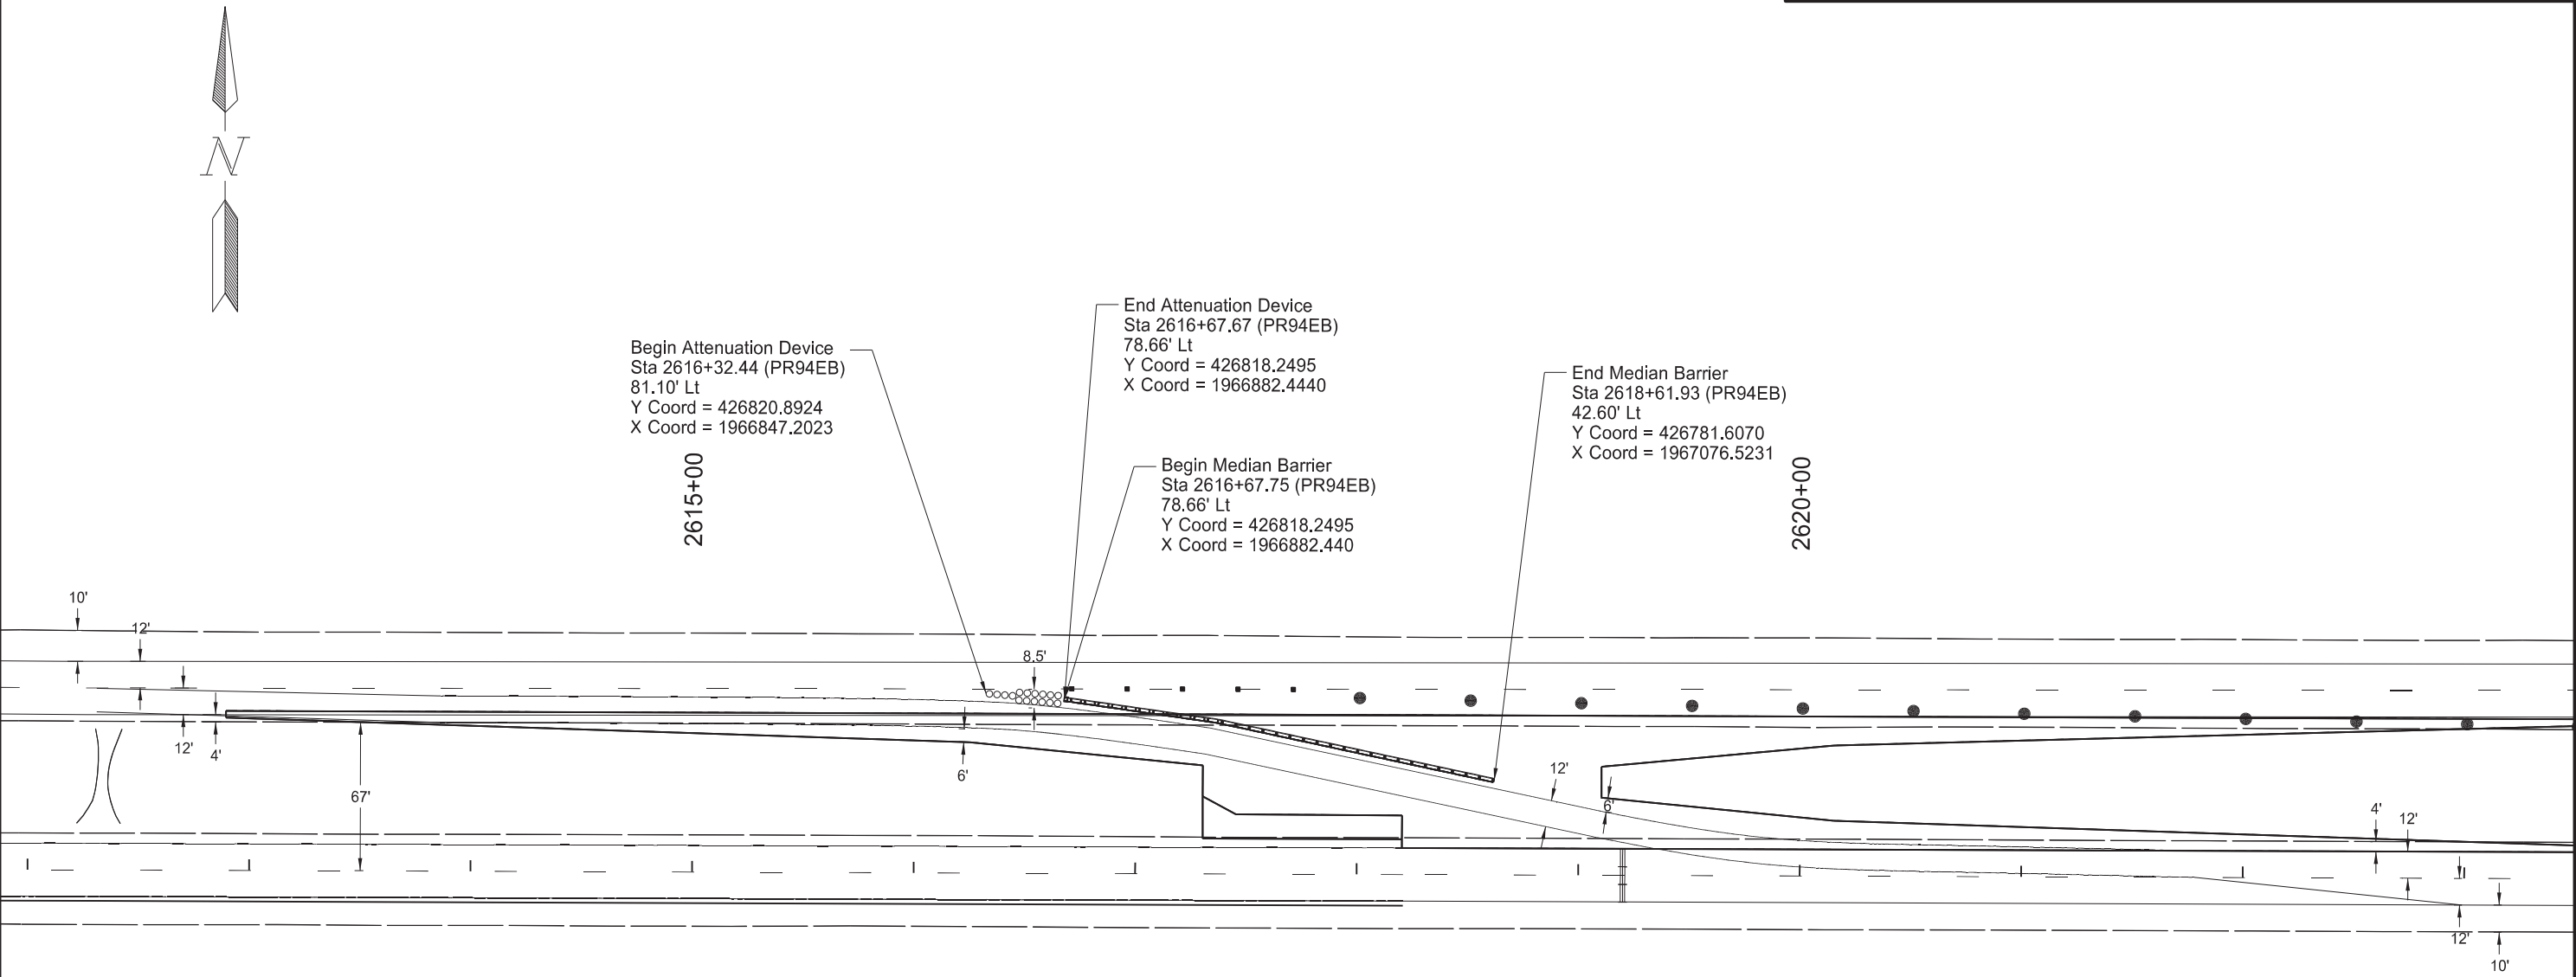 N
End Attenuation Device
Sta 2616+67.67 (PR94EB)
78.66' Lt
Y Coord = 426818.2495
X Coord = 1966882.4440
Begin Attenuation Device
Sta 2616+32.44 (PR94EB)
81.10' Lt
Y Coord = 426820.8924
X Coord = 1966847.2023
End Median Barrier
Sta 2618+61.93 (PR94EB)
42.60' Lt
Y Coord = 426781.6070
X Coord = 1967076.5231
Begin Median Barrier
Sta 2616+67.75 (PR94EB)
78.66' Lt
Y Coord = 426818.2495
X Coord = 1966882.440
2615+00
2620+00
10'
12'
8.5'
12'
4'
6'
67'
12'
6'
4'
12'
12'
10'